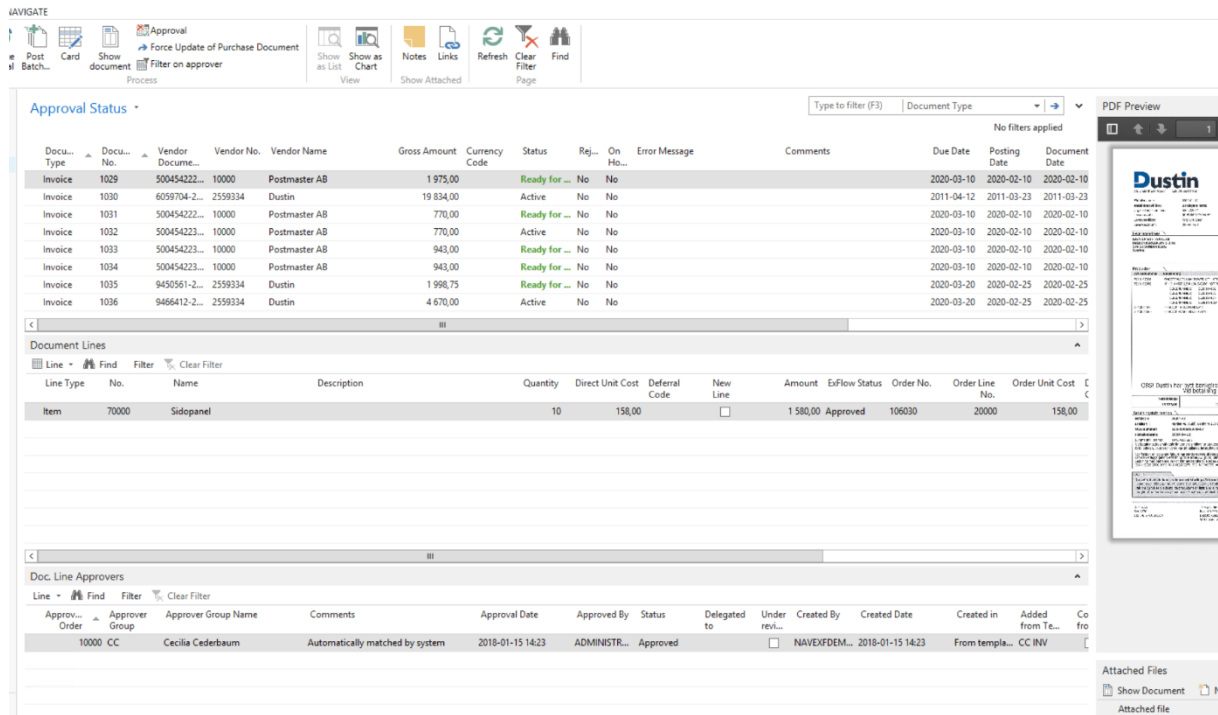 NAVIGATE
Post Batch...
Card
Show document
Approval
Force Update of Purchase Document
Filter on approver
Process
Show as List
Show as Chart
View
Notes
Links
Show Attached
Refresh
Clear Filter
Find
Page
Approval Status
Type to filter (F3) Document Type
No filters applied
Docu... Type Docu... No. Vendor Docume... Vendor No. Vendor Name Gross Amount Currency Code Status Rej... On Ho... Error Message Comments Due Date Posting Date Document Date
Invoice 1029 500454222... 10000 Postmaster AB 1 975,00 Ready for ... No No 2020-03-10 2020-02-10 2020-02-10
Invoice 1030 6059704-2... 2559334 Dustin 19 834,00 Active No No 2011-04-12 2011-03-23 2011-03-23
Invoice 1031 500454222... 10000 Postmaster AB 770,00 Ready for ... No No 2020-03-10 2020-02-10 2020-02-10
Invoice 1032 500454223... 10000 Postmaster AB 770,00 Active No No 2020-03-10 2020-02-10 2020-02-10
Invoice 1033 500454223... 10000 Postmaster AB 943,00 Ready for ... No No 2020-03-10 2020-02-10 2020-02-10
Invoice 1034 500454223... 10000 Postmaster AB 943,00 Ready for ... No No 2020-03-10 2020-02-10 2020-02-10
Invoice 1035 9450561-2... 2559334 Dustin 1 998,75 Ready for ... No No 2020-03-20 2020-02-25 2020-02-25
Invoice 1036 9466412-2... 2559334 Dustin 4 670,00 Active No No 2020-03-20 2020-02-25 2020-02-25
Document Lines
Line Find Filter Clear Filter
Line Type No. Name Description Quantity Direct Unit Cost Deferral Code New Line Amount ExFlow Status Order No. Order Line No. Order Unit Cost
Item 70000 Sidopanel 10 158,00 1 580,00 Approved 106030 20000 158,00
Doc. Line Approvers
Line Find Filter Clear Filter
Approv... Order Approver Group Approver Group Name Comments Approval Date Approved By Status Delegated to Under revi... Created By Created Date Created in Added from Te... Co fro
10000 CC Cecilia Cederbaum Automatically matched by system 2018-01-15 14:23 ADMINISTR... Approved NAVEXFDEM... 2018-01-15 14:23 From templa... CC INV
PDF Preview
1
Dustin
Attached Files
Show Document
Attached file